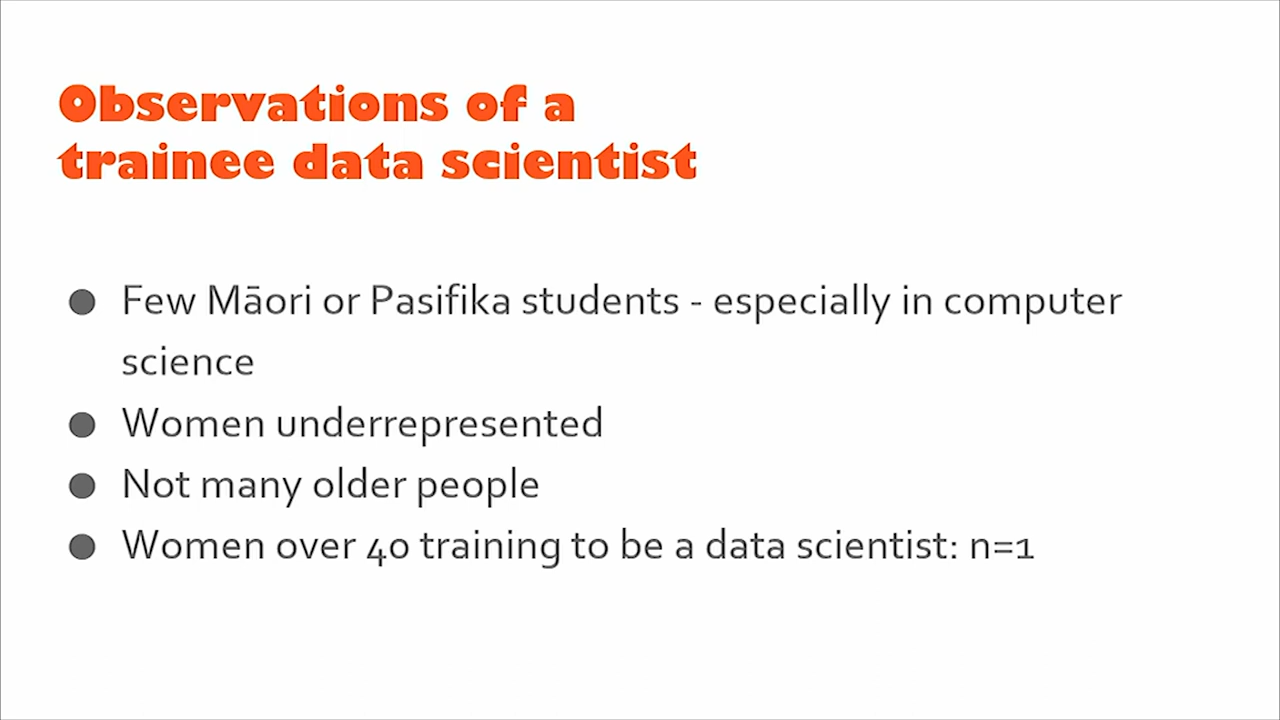 Observations of a
trainee data scientist
● Few Māori or Pasifika students - especially in computer
science
● Women underrepresented
● Not many older people
● Women over 40 training to be a data scientist: n=1